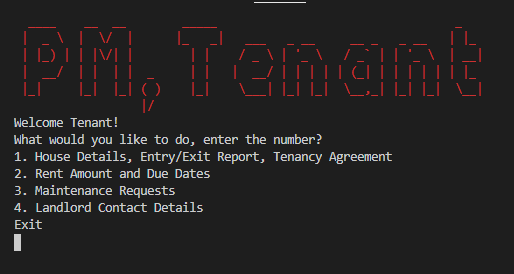 PM, Tenant
Welcome Tenant!
What would you like to do, enter the number?
1. House Details, Entry/Exit Report, Tenancy Agreement
2. Rent Amount and Due Dates
3. Maintenance Requests
4. Landlord Contact Details
Exit